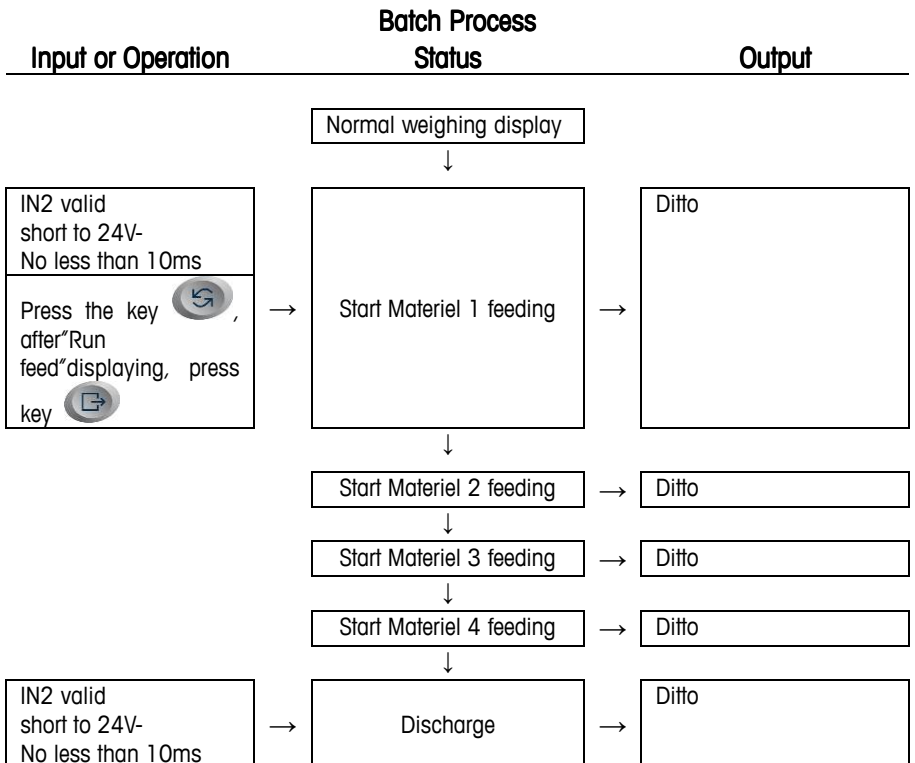 Batch Process
Input or Operation Status Output
Normal weighing display
↓
IN2 valid
short to 24V-
No less than 10ms
Press the key ,
after"Run
feed"displaying, press
key
→
Start Materiel 1 feeding
→
Ditto
↓
Start Materiel 2 feeding → Ditto
↓
Start Materiel 3 feeding → Ditto
↓
Start Materiel 4 feeding → Ditto
↓
IN2 valid
short to 24V-
No less than 10ms
→
Discharge
→
Ditto